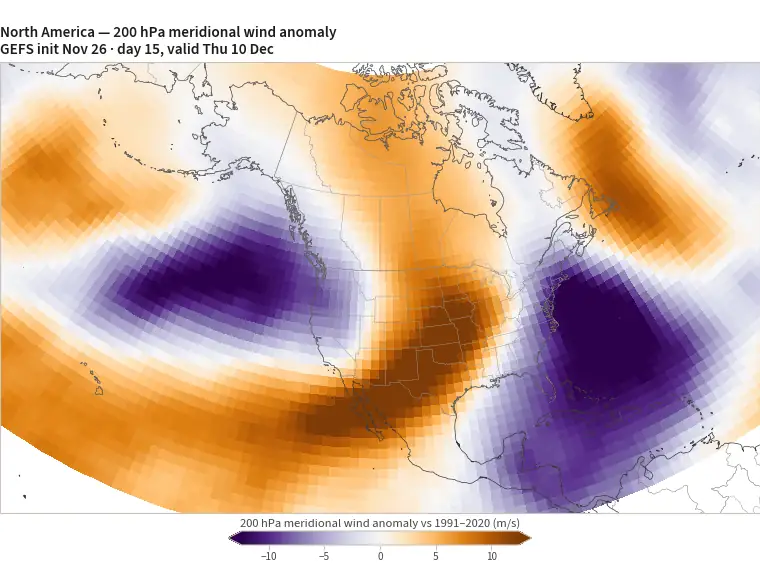 North America — 200 hPa meridional wind anomaly
GEFS init Nov 26 · day 15, valid Thu 10 Dec
200 hPa meridional wind anomaly vs 1991–2020 (m/s)
−10 −5 0 5 10